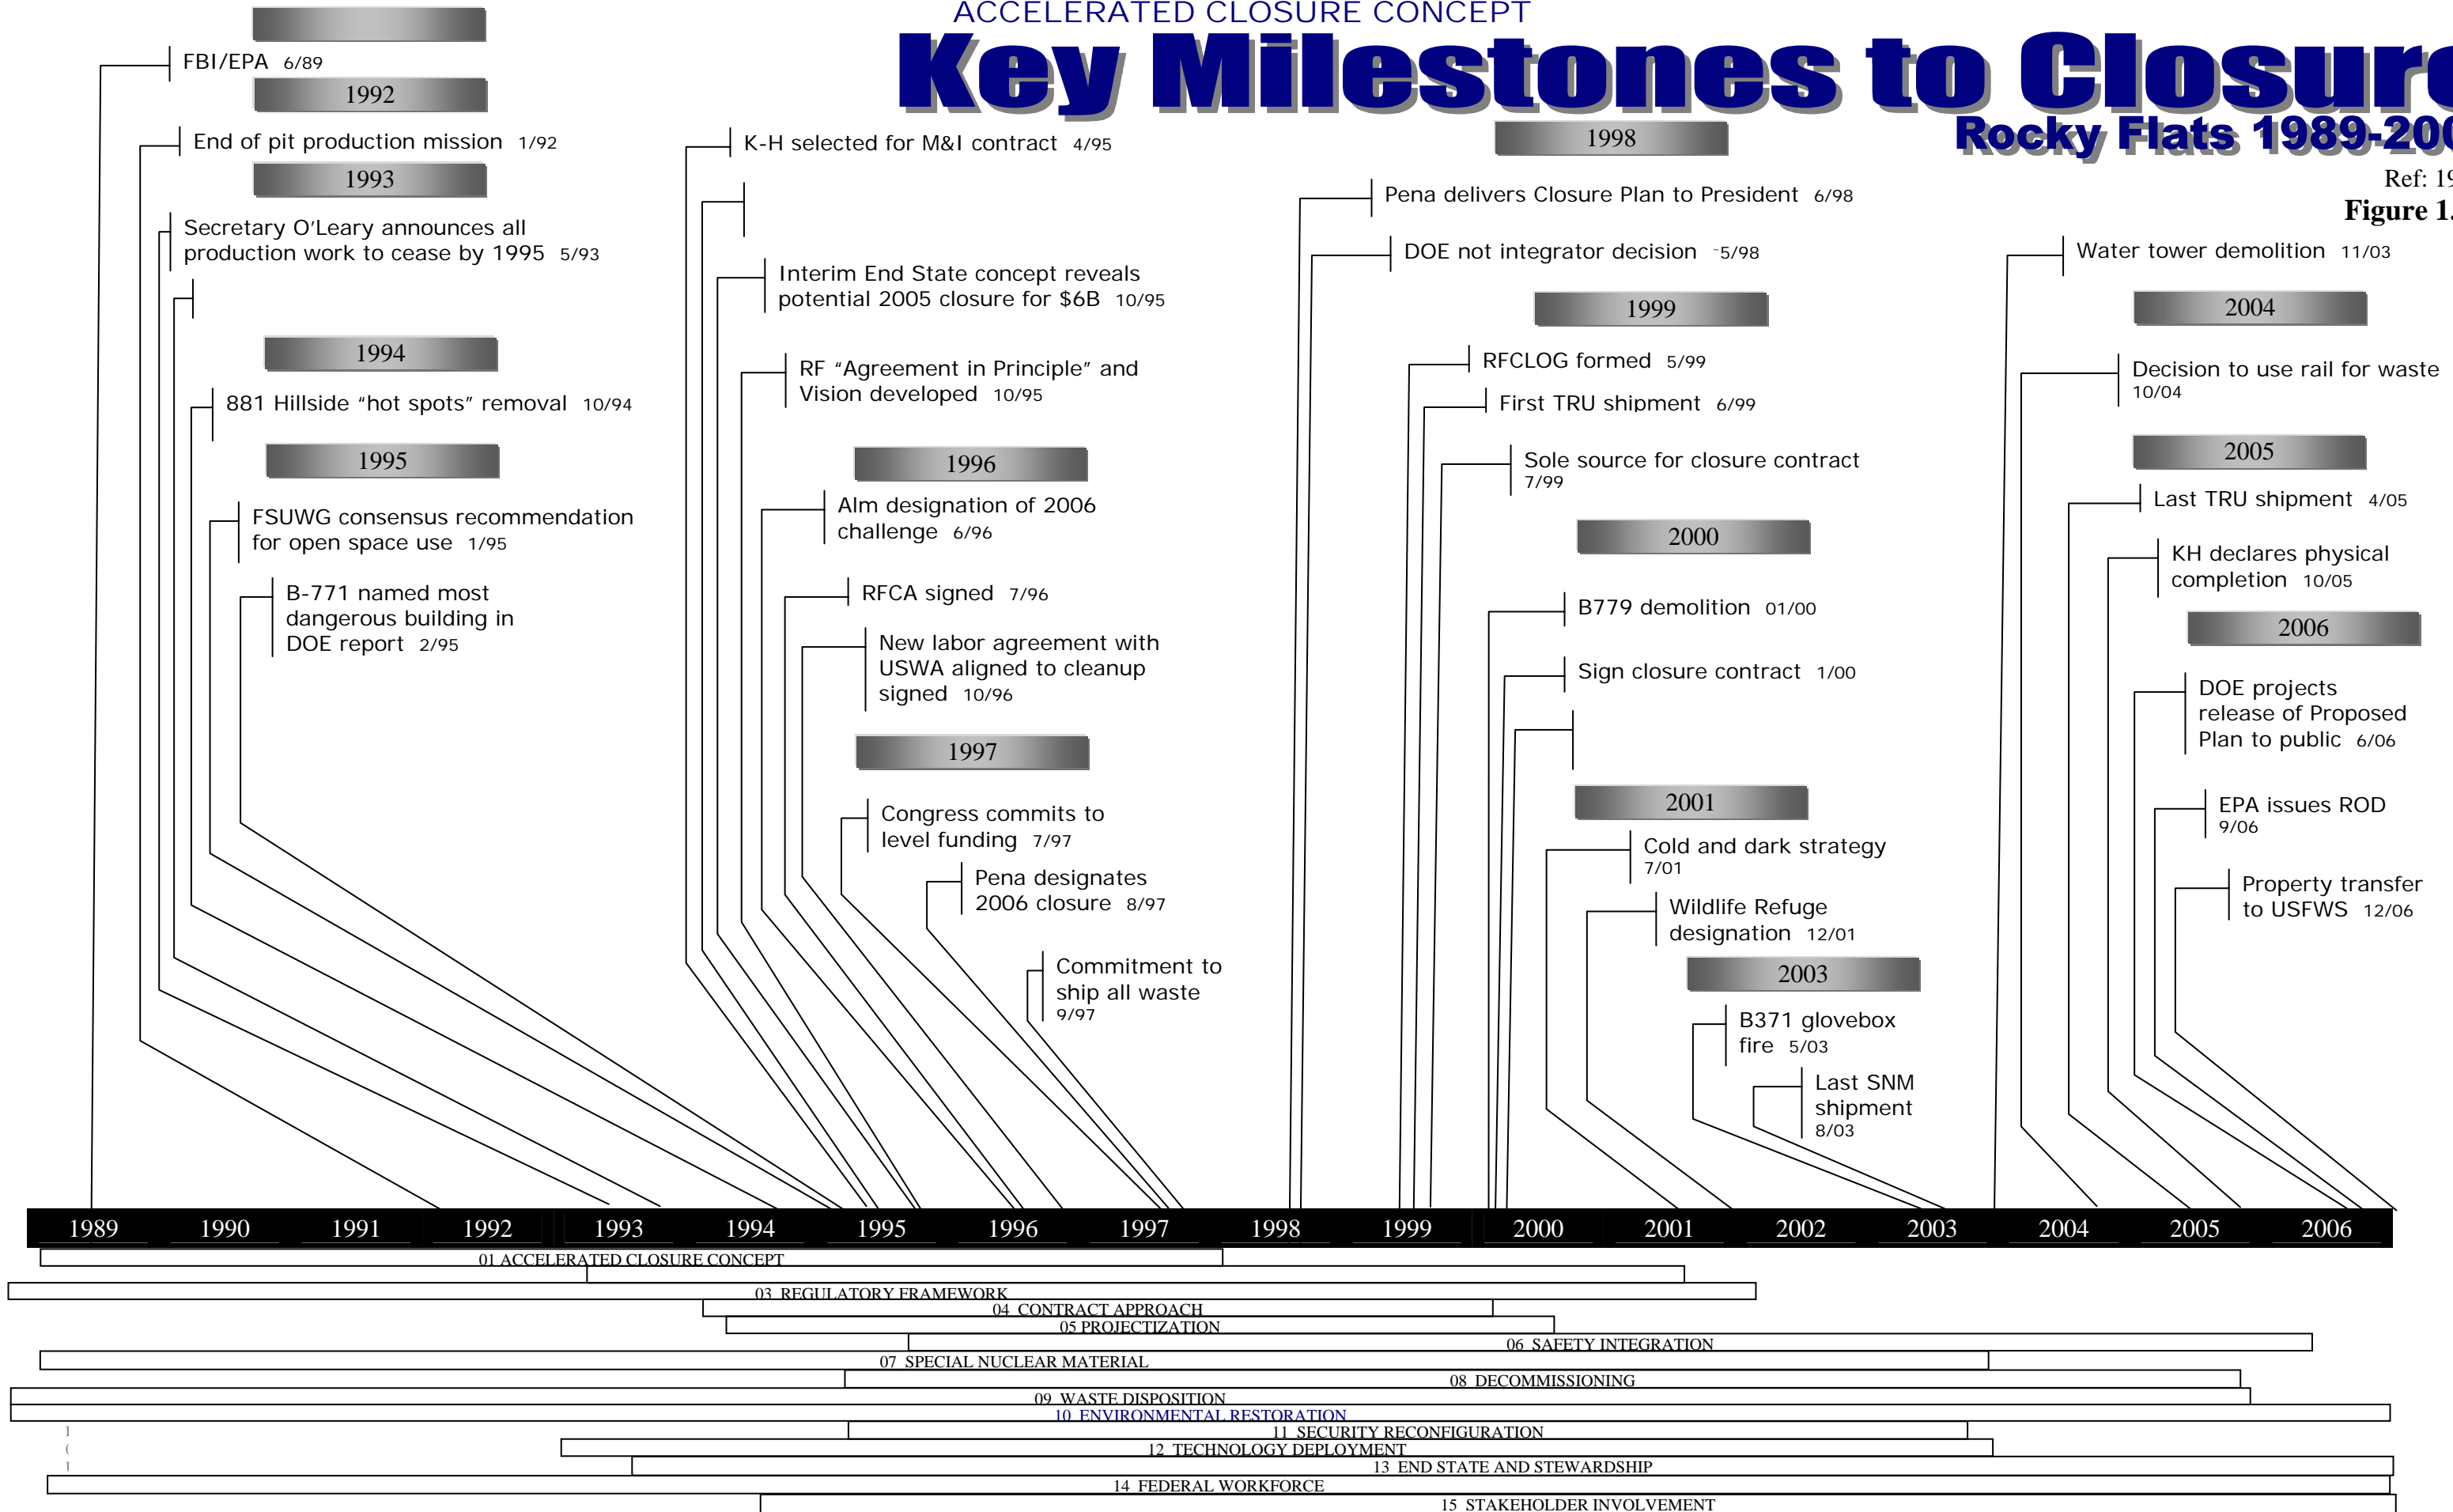 ACCELERATED CLOSURE CONCEPT
Key Milestones to Closure
Rocky Flats 1989-200
Ref: 19
Figure 1.
FBI/EPA 6/89
1992
End of pit production mission 1/92
1993
Secretary O’Leary announces all
production work to cease by 1995 5/93
1994
881 Hillside “hot spots” removal 10/94
1995
FSUWG consensus recommendation
for open space use 1/95
B-771 named most
dangerous building in
DOE report 2/95
K-H selected for M&I contract 4/95
Interim End State concept reveals
potential 2005 closure for $6B 10/95
RF “Agreement in Principle” and
Vision developed 10/95
1996
Alm designation of 2006
challenge 6/96
RFCA signed 7/96
New labor agreement with
USWA aligned to cleanup
signed 10/96
1997
Congress commits to
level funding 7/97
Pena designates
2006 closure 8/97
Commitment to
ship all waste
9/97
1998
Pena delivers Closure Plan to President 6/98
DOE not integrator decision ~5/98
1999
RFCLOG formed 5/99
First TRU shipment 6/99
Sole source for closure contract
7/99
2000
B779 demolition 01/00
Sign closure contract 1/00
2001
Cold and dark strategy
7/01
Wildlife Refuge
designation 12/01
2003
B371 glovebox
fire 5/03
Last SNM
shipment
8/03
Water tower demolition 11/03
2004
Decision to use rail for waste
10/04
2005
Last TRU shipment 4/05
KH declares physical
completion 10/05
2006
DOE projects
release of Proposed
Plan to public 6/06
EPA issues ROD
9/06
Property transfer
to USFWS 12/06
1989 1990 1991 1992 1993 1994 1995 1996 1997 1998 1999 2000 2001 2002 2003 2004 2005 2006
01 ACCELERATED CLOSURE CONCEPT
03 REGULATORY FRAMEWORK
04 CONTRACT APPROACH
05 PROJECTIZATION
06 SAFETY INTEGRATION
07 SPECIAL NUCLEAR MATERIAL
08 DECOMMISSIONING
09 WASTE DISPOSITION
10 ENVIRONMENTAL RESTORATION
11 SECURITY RECONFIGURATION
12 TECHNOLOGY DEPLOYMENT
13 END STATE AND STEWARDSHIP
14 FEDERAL WORKFORCE
15 STAKEHOLDER INVOLVEMENT